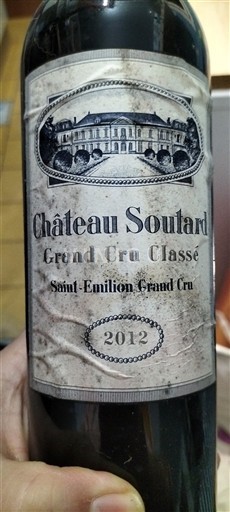 Château Soutard
Grand Cru Classé
Saint-Emilion Grand Cru
2012